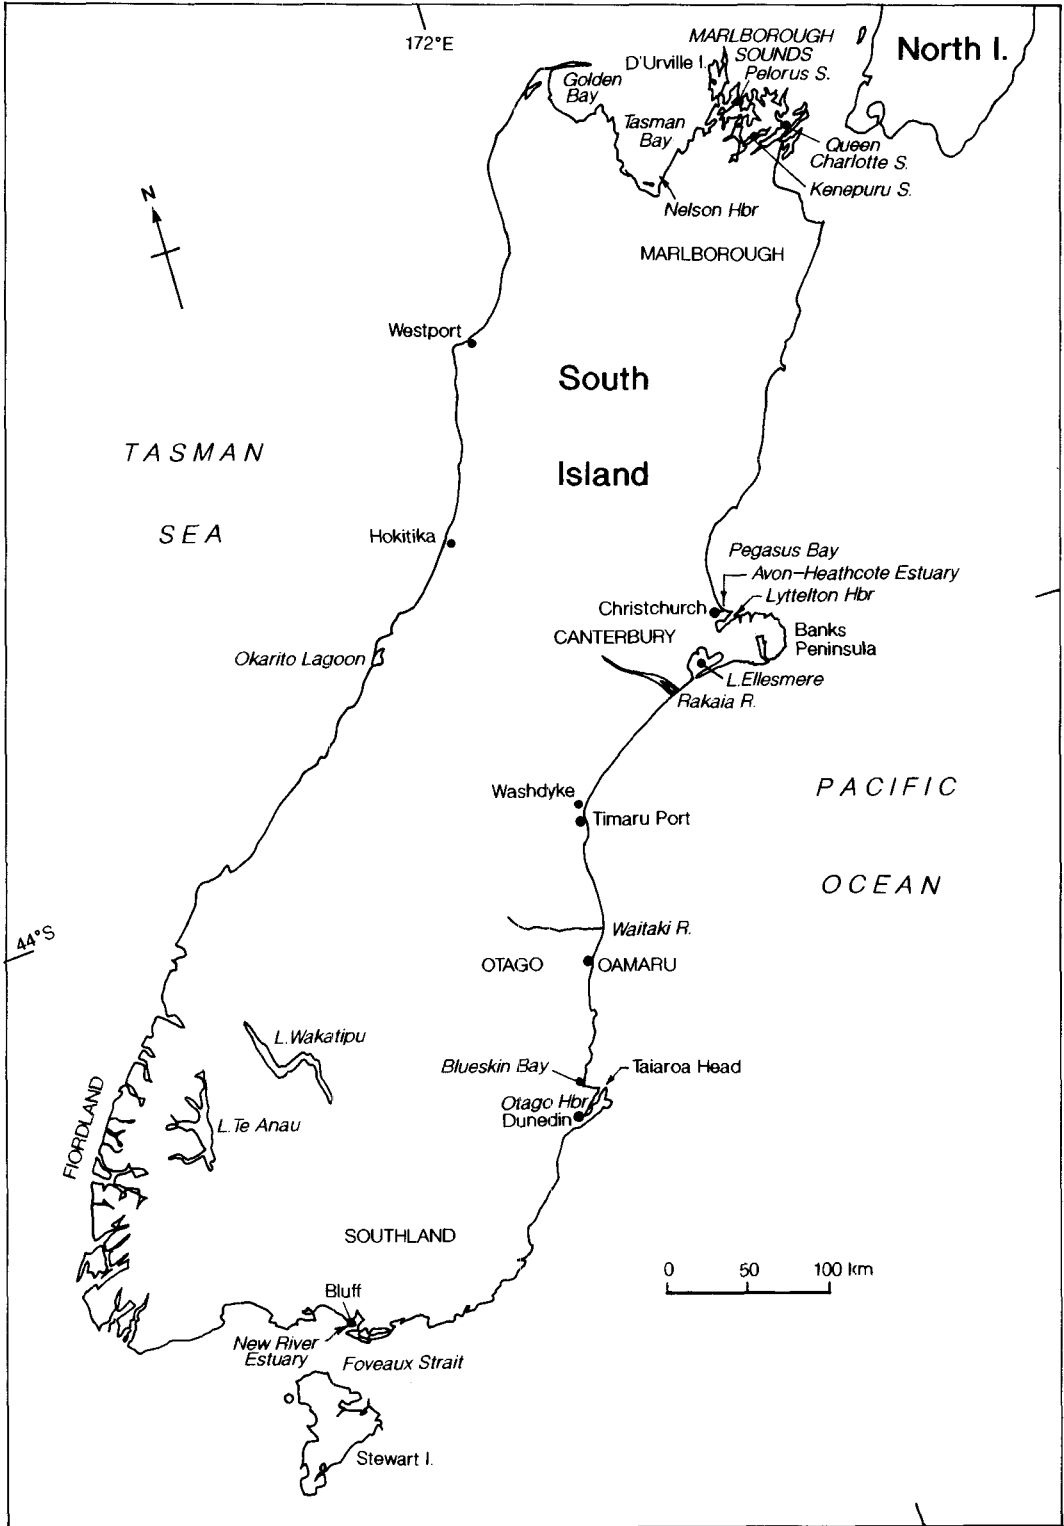 172°E
MARLBOROUGH
SOUNDS
D'Urville I.
Pelorus S.
North I.
Golden
Bay
Tasman
Bay
Queen
Charlotte S.
Kenepuru S.
Nelson Hbr
N
MARLBOROUGH
Westport
South
Island
TASMAN
SEA
Hokitika
Pegasus Bay
Avon-Heathcote Estuary
Lyttelton Hbr
Christchurch
CANTERBURY
Banks
Peninsula
Okarito Lagoon
L.Ellesmere
Rakaia R.
Washdyke
Timaru Port
PACIFIC
OCEAN
Waitaki R.
44°S
OTAGO
OAMARU
L.Wakatipu
Blueskin Bay
Taiaroa Head
Otago Hbr
Dunedin
FIORDLAND
L.Te Anau
SOUTHLAND
0 50 100 km
Bluff
New River
Estuary
Foveaux Strait
Stewart I.